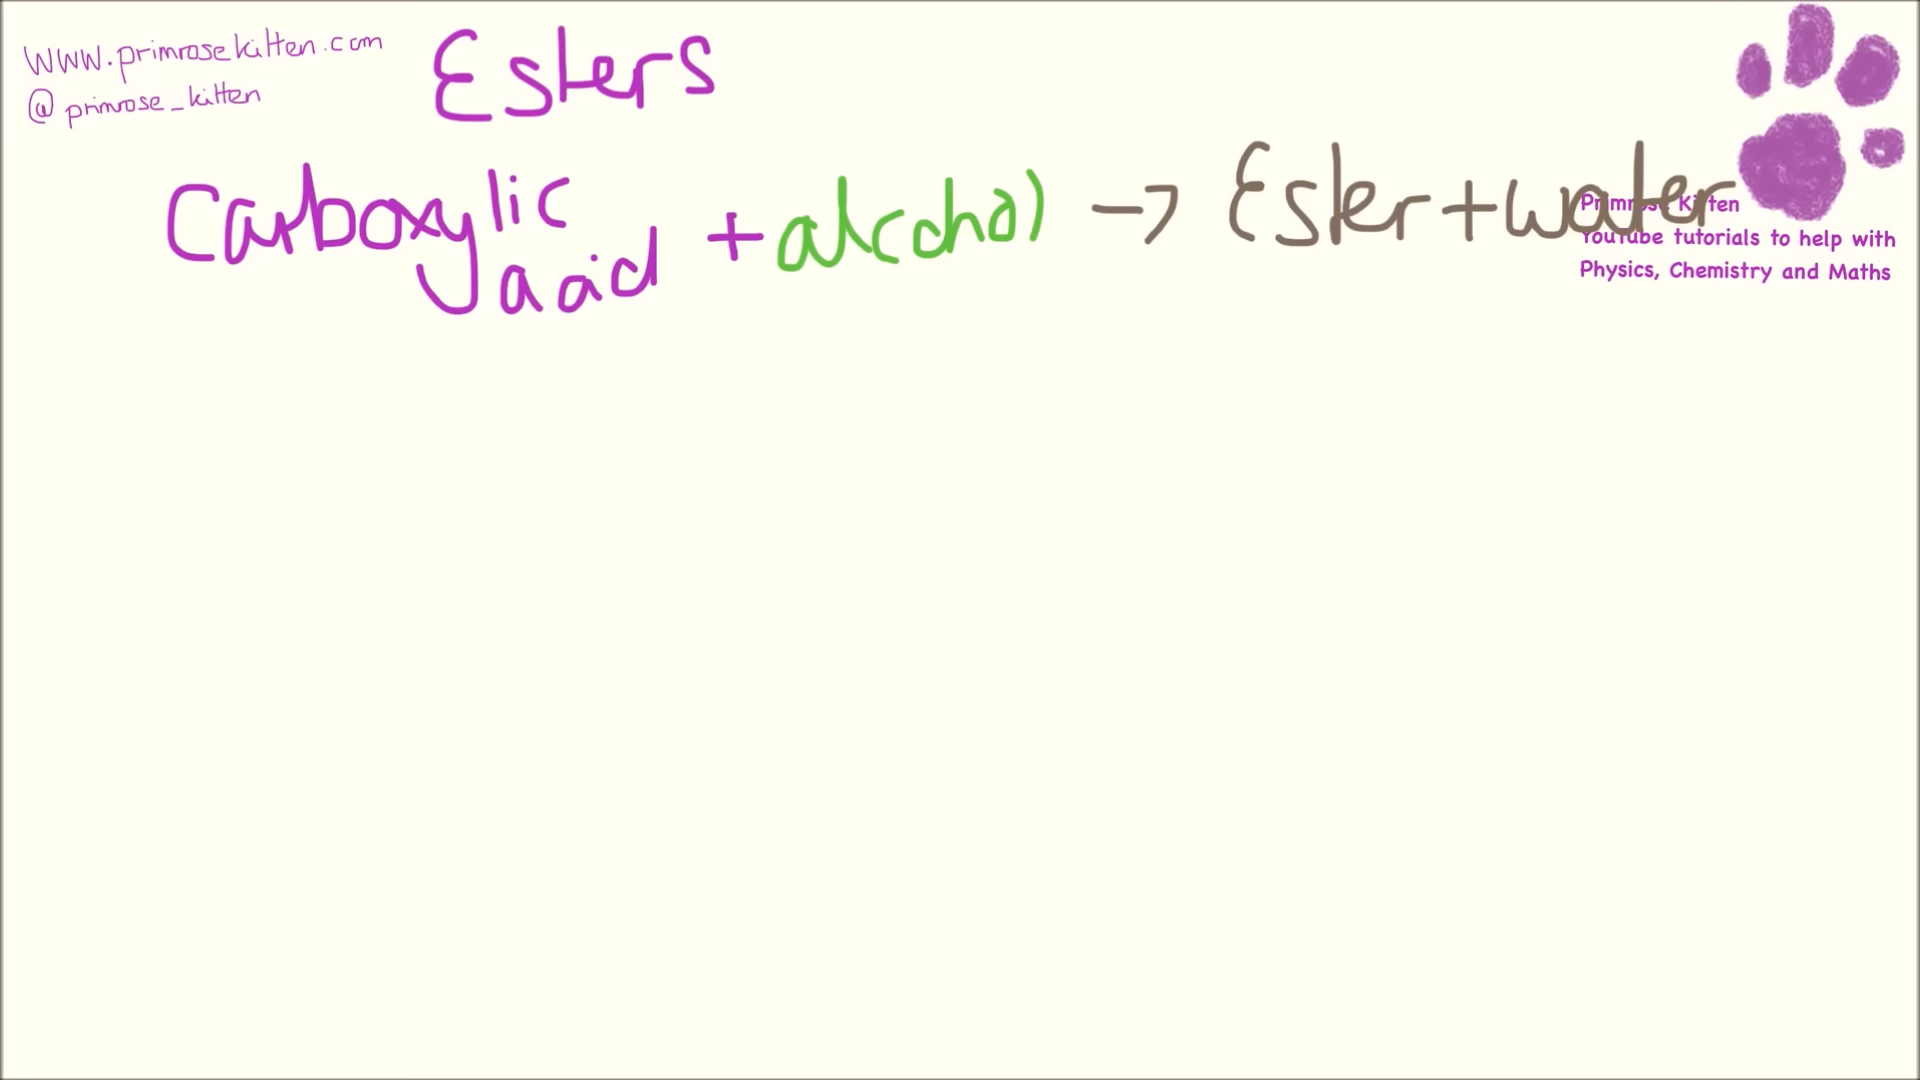 www.primrosekitten.com
@primrose_kitten
Esters
Carboxylic acid + alcohol → Ester + water
Primrose Kitten
YouTube tutorials to help with
Physics, Chemistry and Maths